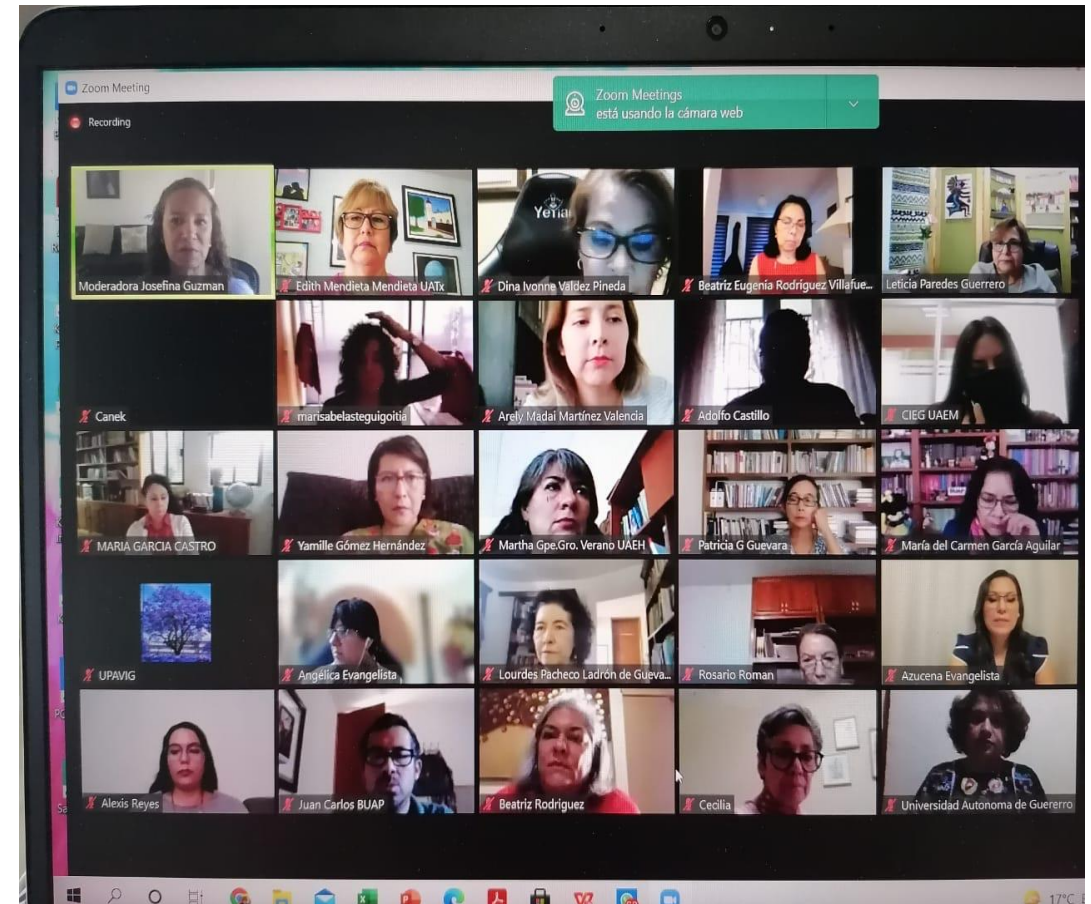 Zoom Meeting
Zoom Meetings
está usando la cámara web
Recording
Moderadora Josefina Guzman
Edith Mendieta Mendieta UATx
Dina Ivonne Valdez Pineda
Beatriz Eugenia Rodríguez Villafue...
Leticia Paredes Guerrero
Canek
marisabelasteguigoitia
Arely Madai Martínez Valencia
Adolfo Castillo
CIEG UAEM
MARIA GARCIA CASTRO
Yamille Gómez Hernández
Martha Gpe.Gro. Verano UAEH
Patricia G Guevara
María del Carmen García Aguilar
UPAVIG
Angélica Evangelista
Lourdes Pacheco Ladrón de Gueva...
Rosario Roman
Azucena Evangelista
Alexis Reyes
Juan Carlos BUAP
Beatriz Rodriguez
Cecilia
Universidad Autonoma de Guererro
17°C